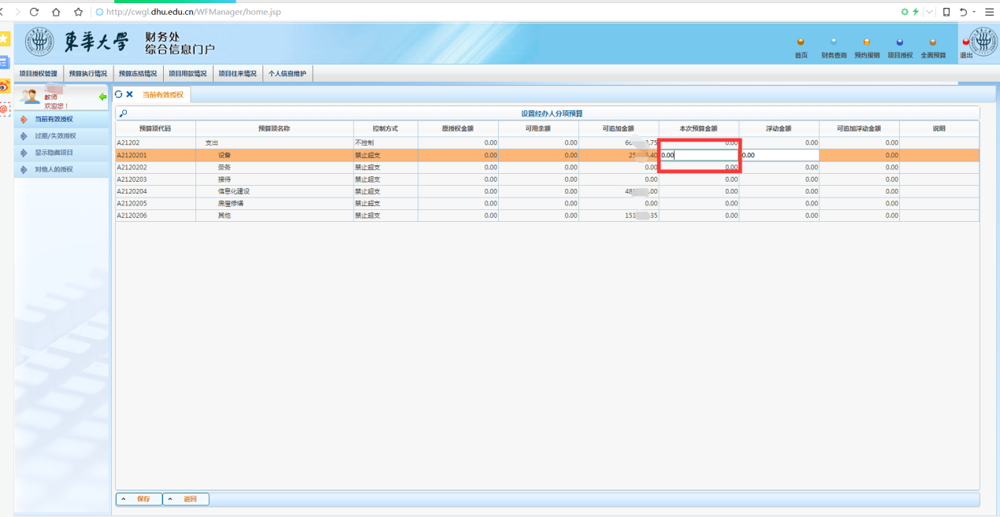 http://cwgl.dhu.edu.cn/WFManager/home.jsp
東華大學 财务处
综合信息门户
首页 财务查询 预约报销 项目授权 全面预算 退出
项目授权管理 预算执行情况 预算冻结情况 项目用款情况 项目往来情况 个人信息维护
教师
欢迎您！
当前有效授权
过期/失效授权
显示隐藏项目
对他人的授权
当前有效授权
设置经办人分项预算
预算项代码 预算项名称 控制方式 原授权金额 可用余额 可追加金额 本次预算金额 浮动金额 可追加浮动金额 说明
A21202 支出 不控制 0.00 0.00 0.00 0.00 0.00
A2120201 设备 禁止超支 0.00 0.00 0.00 0.00 0.00
A2120202 劳务 禁止超支 0.00 0.00 0.00 0.00 0.00 0.00
A2120203 接待 禁止超支 0.00 0.00 0.00 0.00 0.00 0.00
A2120204 信息化建设 禁止超支 0.00 0.00 0.00 0.00 0.00
A2120205 房屋修缮 禁止超支 0.00 0.00 0.00 0.00 0.00 0.00
A2120206 其他 禁止超支 0.00 0.00 0.00 0.00 0.00
保存 返回